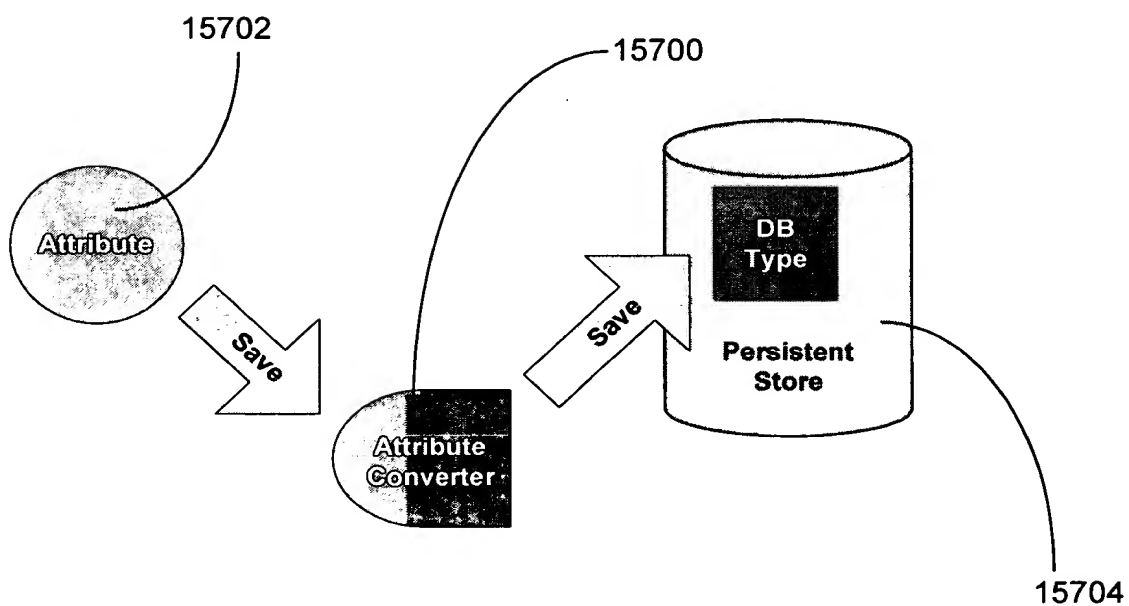 15702
15700
Attribute
DB
Type
Save
Save
Persistent
Store
Attribute
Converter
15704